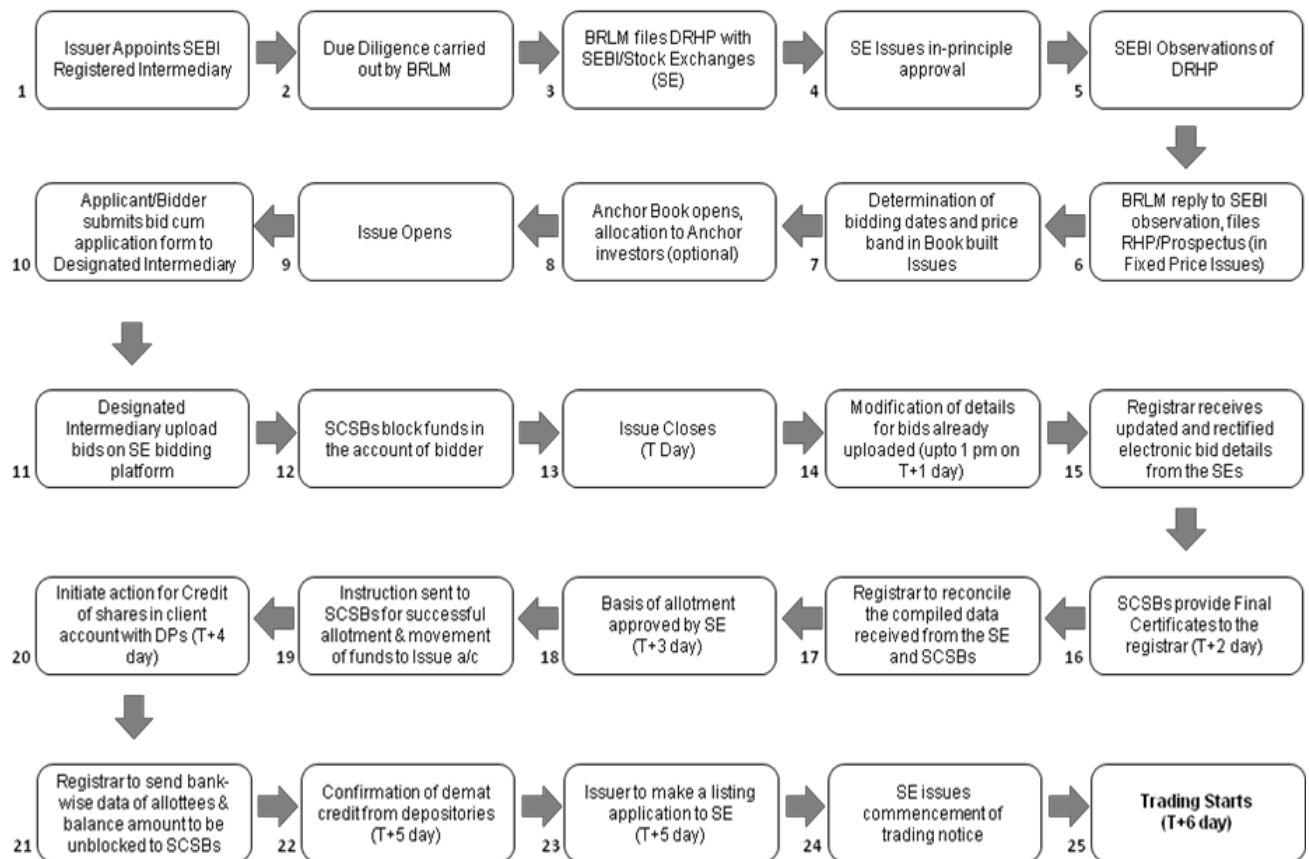 Issuer Appoints SEBI
Registered Intermediary
1
Due Diligence carried
out by BRLM
2
BRLM files DRHP with
SEBI/Stock Exchanges
(SE)
3
SE Issues in-principle
approval
4
SEBI Observations of
DRHP
5
BRLM reply to SEBI
observation, files
RHP/Prospectus (in
Fixed Price Issues)
6
Determination of
bidding dates and price
band in Book built
Issues
7
Anchor Book opens,
allocation to Anchor
investors (optional)
8
Issue Opens
9
Applicant/Bidder
submits bid cum
application form to
Designated Intermediary
10
Designated
Intermediary upload
bids on SE bidding
platform
11
SCSBs block funds in
the account of bidder
12
Issue Closes
(T Day)
13
Modification of details
for bids already
uploaded (upto 1 pm on
T+1 day)
14
Registrar receives
updated and rectified
electronic bid details
from the SEs
15
SCSBs provide Final
Certificates to the
registrar (T+2 day)
16
Registrar to reconcile
the compiled data
received from the SE
and SCSBs
17
Basis of allotment
approved by SE
(T+3 day)
18
Instruction sent to
SCSBs for successful
allotment & movement
of funds to Issue a/c
19
Initiate action for Credit
of shares in client
account with DPs (T+4
day)
20
Registrar to send bank-
wise data of allottees &
balance amount to be
unblocked to SCSBs
21
Confirmation of demat
credit from depositories
(T+5 day)
22
Issuer to make a listing
application to SE
(T+5 day)
23
SE issues
commencement of
trading notice
24
Trading Starts
(T+6 day)
25